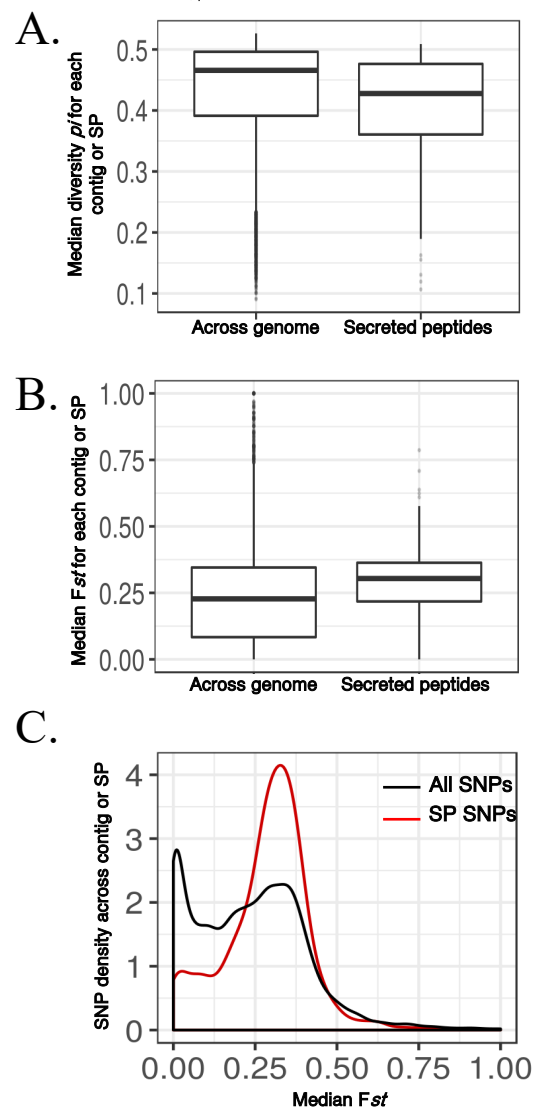 A.
Median diversity pi for each
contig or SP
0.5
0.4
0.3
0.2
0.1
Across genome Secreted peptides
B.
Median Fst for each contig or SP
1.00
0.75
0.50
0.25
0.00
Across genome Secreted peptides
C.
SNP density across contig or SP
4
3
2
1
0
All SNPs
SP SNPs
0.00 0.25 0.50 0.75 1.00
Median Fst